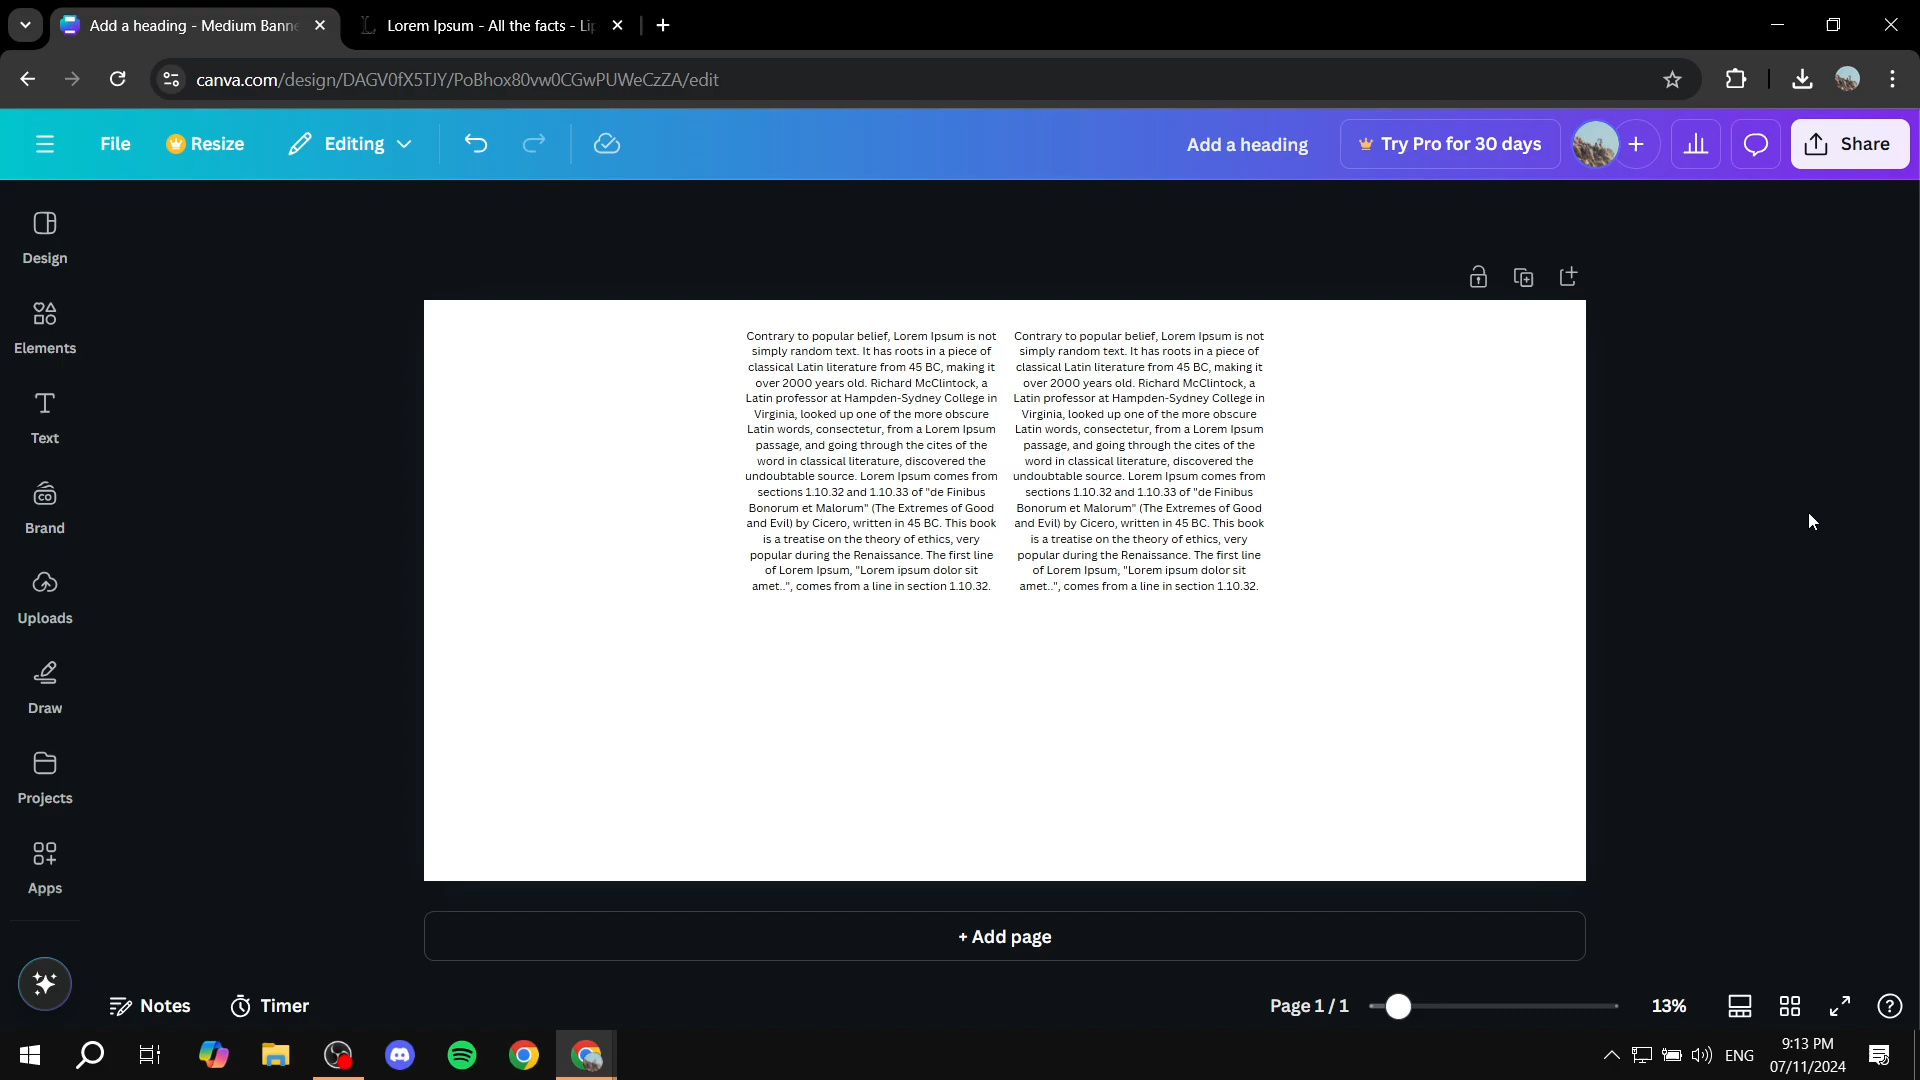 Add a heading - Medium Bann
Lorem Ipsum - All the facts - Li
canva.com/design/DAGV0fX5TJY/PoBhox80vw0CGwPUWeCzZA/edit
File
Resize
Editing
Add a heading
Try Pro for 30 days
Share
Design
Elements
Text
Brand
Uploads
Draw
Projects
Apps
Contrary to popular belief, Lorem Ipsum is not
simply random text. It has roots in a piece of
classical Latin literature from 45 BC, making it
over 2000 years old. Richard McClintock, a
Latin professor at Hampden-Sydney College in
Virginia, looked up one of the more obscure
Latin words, consectetur, from a Lorem Ipsum
passage, and going through the cites of the
word in classical literature, discovered the
undoubtable source. Lorem Ipsum comes from
sections 1.10.32 and 1.10.33 of "de Finibus
Bonorum et Malorum" (The Extremes of Good
and Evil) by Cicero, written in 45 BC. This book
is a treatise on the theory of ethics, very
popular during the Renaissance. The first line
of Lorem Ipsum, "Lorem ipsum dolor sit
amet..", comes from a line in section 1.10.32.
Contrary to popular belief, Lorem Ipsum is not
simply random text. It has roots in a piece of
classical Latin literature from 45 BC, making it
over 2000 years old. Richard McClintock, a
Latin professor at Hampden-Sydney College in
Virginia, looked up one of the more obscure
Latin words, consectetur, from a Lorem Ipsum
passage, and going through the cites of the
word in classical literature, discovered the
undoubtable source. Lorem Ipsum comes from
sections 1.10.32 and 1.10.33 of "de Finibus
Bonorum et Malorum" (The Extremes of Good
and Evil) by Cicero, written in 45 BC. This book
is a treatise on the theory of ethics, very
popular during the Renaissance. The first line
of Lorem Ipsum, "Lorem ipsum dolor sit
amet..", comes from a line in section 1.10.32.
+ Add page
Notes
Timer
Page 1 / 1
13%
ENG
9:13 PM
07/11/2024